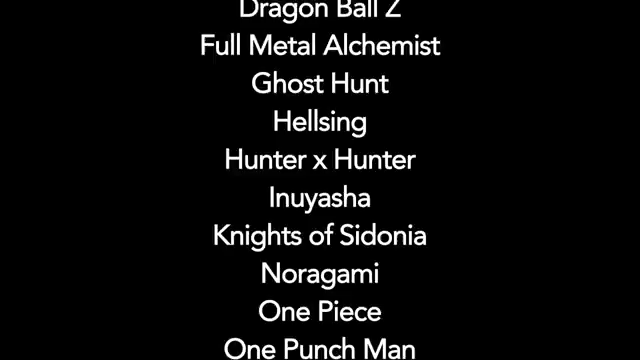 Dragon Ball Z
Full Metal Alchemist
Ghost Hunt
Hellsing
Hunter x Hunter
Inuyasha
Knights of Sidonia
Noragami
One Piece
One Punch Man